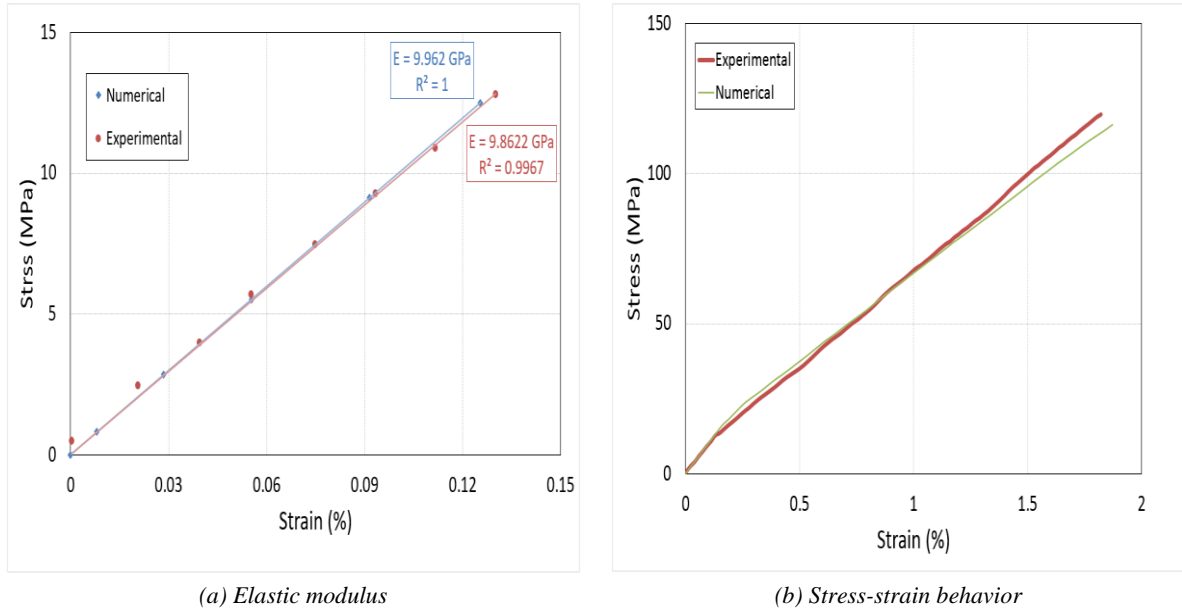 15
10
5
0
Strss (MPa)
Numerical
Experimental
E = 9.962 GPa
R² = 1
E = 9.8622 GPa
R² = 0.9967
0 0.03 0.06 0.09 0.12 0.15
Strain (%)
(a) Elastic modulus
150
100
50
0
Stress (MPa)
Experimental
Numerical
0 0.5 1 1.5 2
Strain (%)
(b) Stress-strain behavior